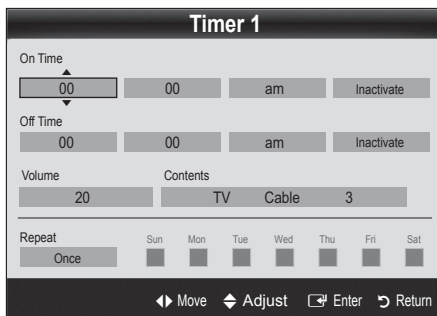 Timer 1
On Time
00 00 am Inactivate
Off Time
00 00 am Inactivate
Volume Contents
20 TV Cable 3
Repeat Sun Mon Tue Wed Thu Fri Sat
Once
Move Adjust Enter Return